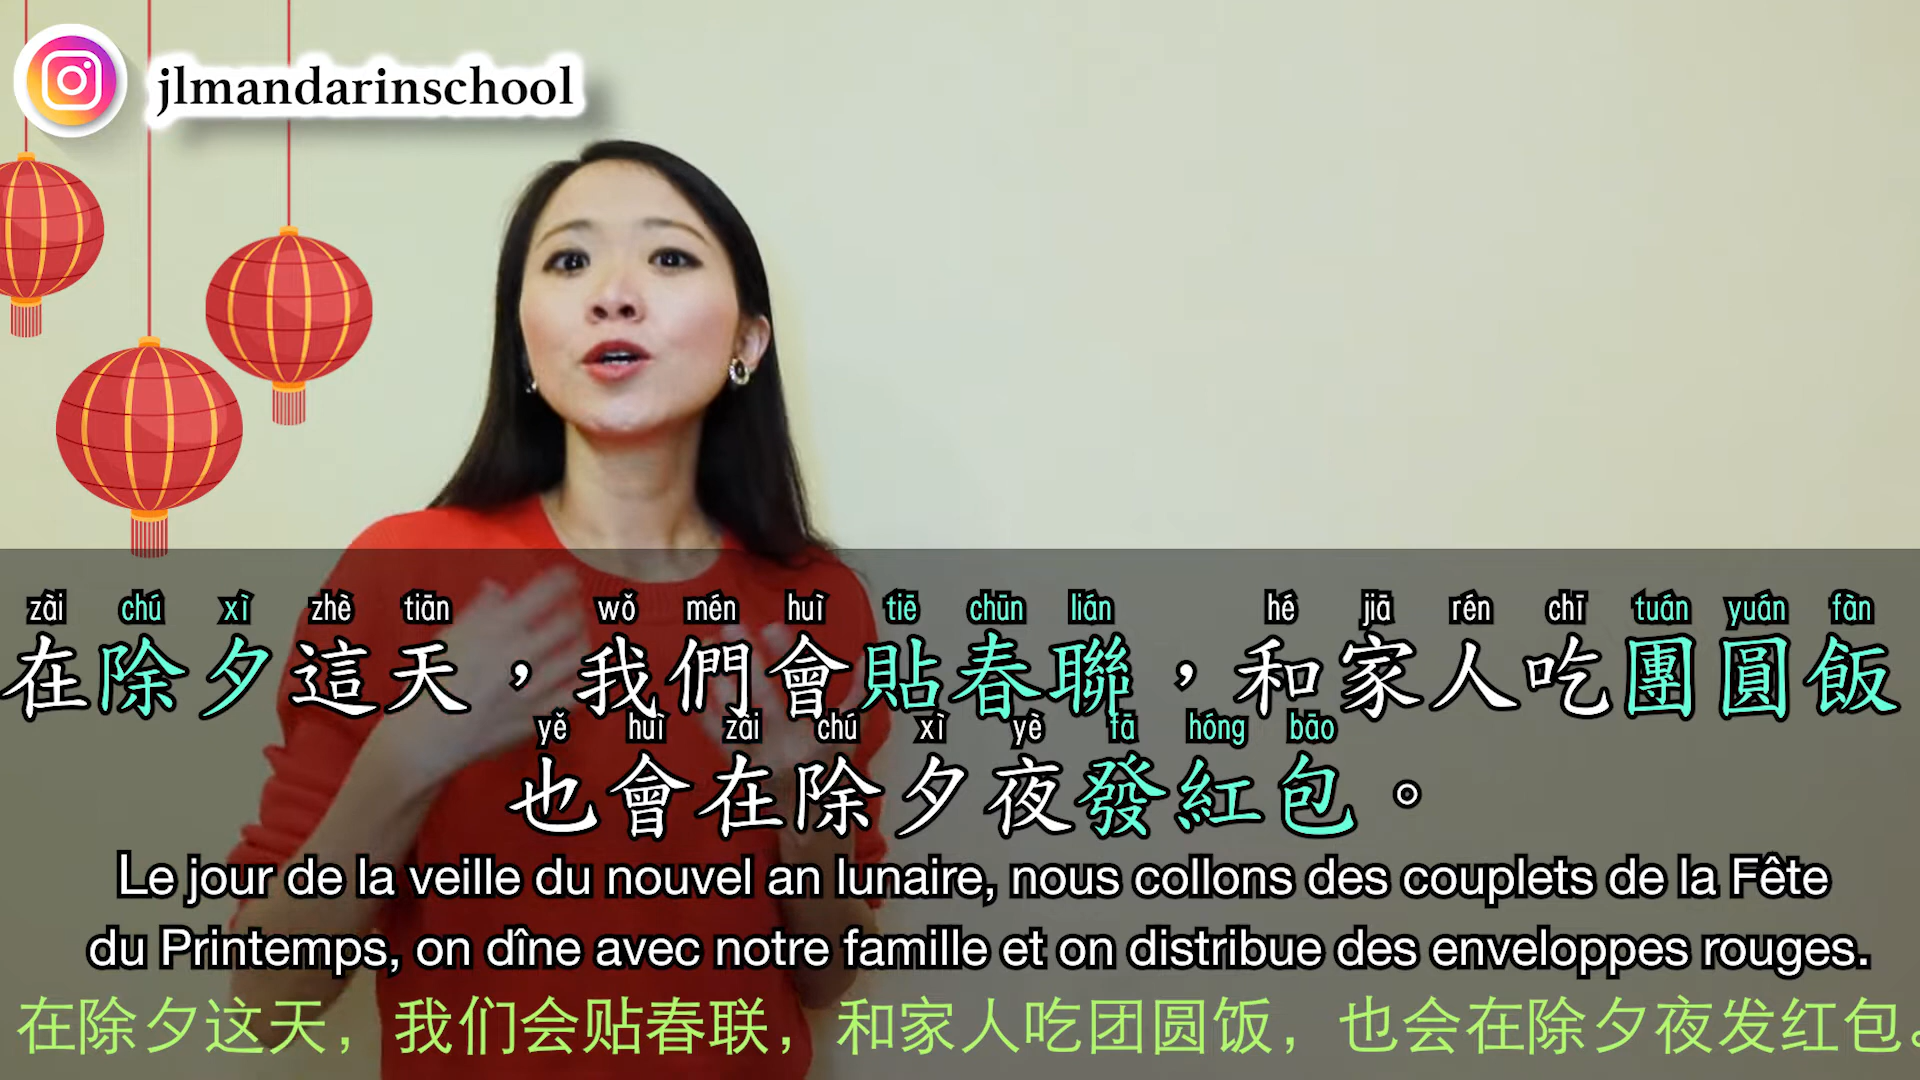 jlmandarinschool
zài chú xì zhè tiān wǒ mén huì tiē chūn lián hé jiā rén chī tuán yuán fàn
在除夕這天，我們會貼春聯，和家人吃團圓飯
yě huì zài chú xì yè fā hóng bāo
也會在除夕夜發紅包。
Le jour de la veille du nouvel an lunaire, nous collons des couplets de la Fête
du Printemps, on dîne avec notre famille et on distribue des enveloppes rouges.
在除夕这天，我们会贴春联，和家人吃团圆饭，也会在除夕夜发红包。